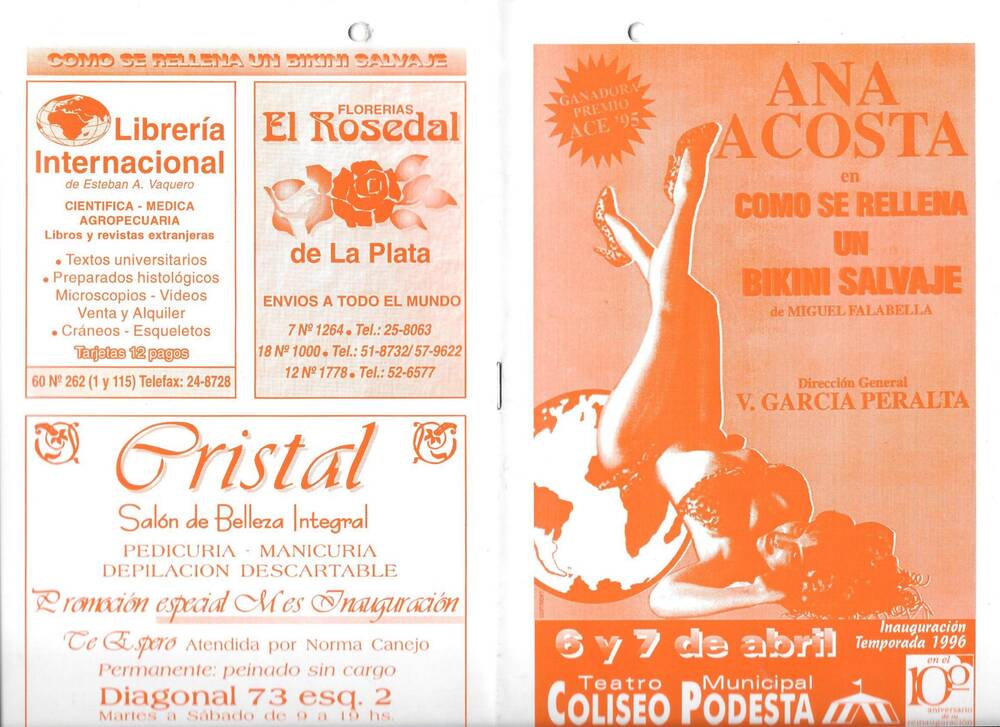 COMO SE RELLENA UN BIKINI SALVAJE
Librería
Internacional
de Esteban A. Vaquero
CIENTIFICA - MEDICA
AGROPECUARIA
Libros y revistas extranjeras
• Textos universitarios
• Preparados histológicos
Microscopios - Videos
Venta y Alquiler
• Cráneos - Esqueletos
Tarjetas 12 pagos
60 Nº 262 (1 y 115) Telefax: 24-8728
FLORERIAS
El Rosedal
de La Plata
ENVIOS A TODO EL MUNDO
7 Nº 1264 • Tel.: 25-8063
18 Nº 1000 • Tel.: 51-8732/ 57-9622
12 Nº 1778 • Tel.: 52-6577
Cristal
Salón de Belleza Integral
PEDICURIA - MANICURIA
DEPILACION DESCARTABLE
Promoción especial Mes Inauguración
Te Espero Atendida por Norma Canejo
Permanente: peinado sin cargo
Diagonal 73 esq. 2
Martes a Sábado de 9 a 19 hs.
GANADORA
PREMIO
ACE '95
ANA
ACOSTA
en
COMO SE RELLENA
UN
BIKINI SALVAJE
de MIGUEL FALABELLA
Dirección General
V. GARCIA PERALTA
6 y 7 de abril
Inauguración
Temporada 1996
Teatro Municipal
COLISEO PODESTA
en el
10º
aniversario
de su
reinauguración